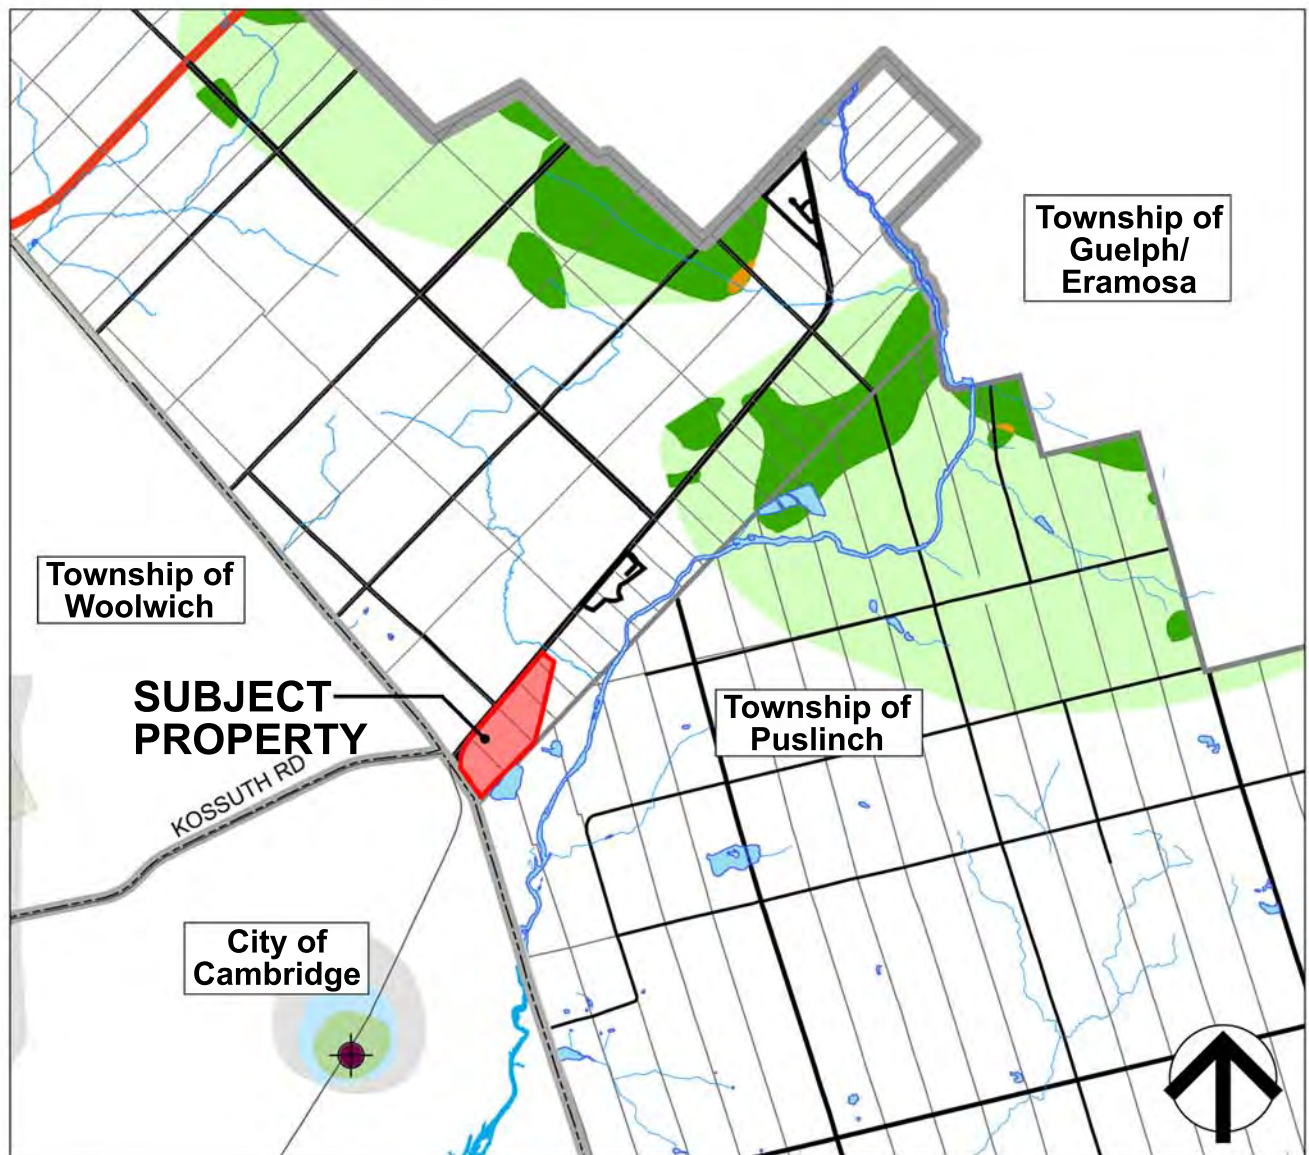 Township of
Guelph/
Eramosa
Township of
Woolwich
SUBJECT
PROPERTY
Township of
Puslinch
KOSSUTH RD
City of
Cambridge